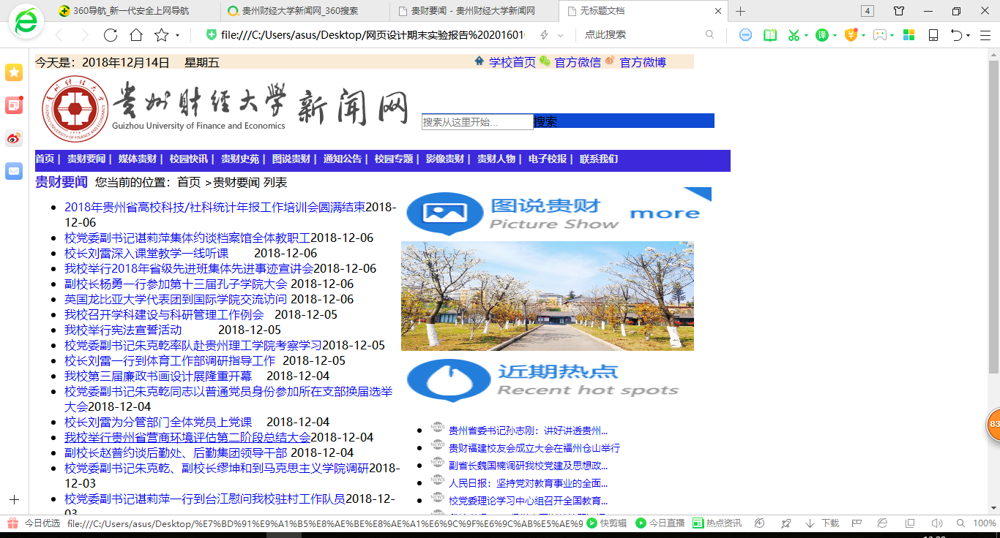 360导航_新一代安全上网导航
贵州财经大学新闻网_360搜索
贵财要闻 - 贵州财经大学新闻网
无标题文档
4
file:///C:/Users/asus/Desktop/网页设计期末实验报告%20201601
点此搜索
译
今天是：2018年12月14日 星期五
学校首页 官方微信 官方微博
贵州财经大学 新闻网
Guizhou University of Finance and Economics
搜索从这里开始...
搜索
首页 | 贵财要闻 | 媒体贵财 | 校园快讯 | 贵财史苑 | 图说贵财 | 通知公告 | 校园专题 | 影像贵财 | 贵财人物 | 电子校报 | 联系我们
贵财要闻 您当前的位置：首页 >贵财要闻 列表
2018年贵州省高校科技/社科统计年报工作培训会圆满结束2018-
12-06
校党委副书记谌莉萍集体约谈档案馆全体教职工2018-12-06
校长刘雷深入课堂教学一线听课 2018-12-06
我校举行2018年省级先进班集体先进事迹宣讲会2018-12-06
副校长杨勇一行参加第十三届孔子学院大会 2018-12-06
英国龙比亚大学代表团到国际学院交流访问 2018-12-06
我校召开学科建设与科研管理工作例会 2018-12-05
我校举行宪法宣誓活动 2018-12-05
校党委副书记朱克乾率队赴贵州理工学院考察学习2018-12-05
校长刘雷一行到体育工作部调研指导工作 2018-12-05
我校第三届廉政书画设计展隆重开幕 2018-12-04
校党委副书记朱克乾同志以普通党员身份参加所在支部换届选举
大会2018-12-04
校长刘雷为分管部门全体党员上党课 2018-12-04
我校举行贵州省营商环境评估第二阶段总结大会2018-12-04
副校长赵普约谈后勤处、后勤集团领导干部 2018-12-04
校党委副书记朱克乾、副校长缪坤和到马克思主义学院调研2018-
12-03
校党委副书记谌莉萍一行到台江慰问我校驻村工作队员2018-12-
03
图说贵财
Picture Show
more
近期热点
Recent hot spots
NEWS 贵州省委书记孙志刚：讲好讲透贵州...
NEWS 贵财福建校友会成立大会在福州仓山举行
NEWS 副省长魏国楠调研我校党建及思想政...
NEWS 人民日报：坚持党对教育事业的全面...
NEWS 校党委理论学习中心组召开全国教育...
83
今日优选
file:///C:/Users/asus/Desktop/%E7%BD%91%E9%A1%B5%E8%AE%BE%E8%AE%A1%E6%9C%9F%E6%9C%AB%E5%AE%9
快剪辑
今日直播
热点资讯
下载
100%